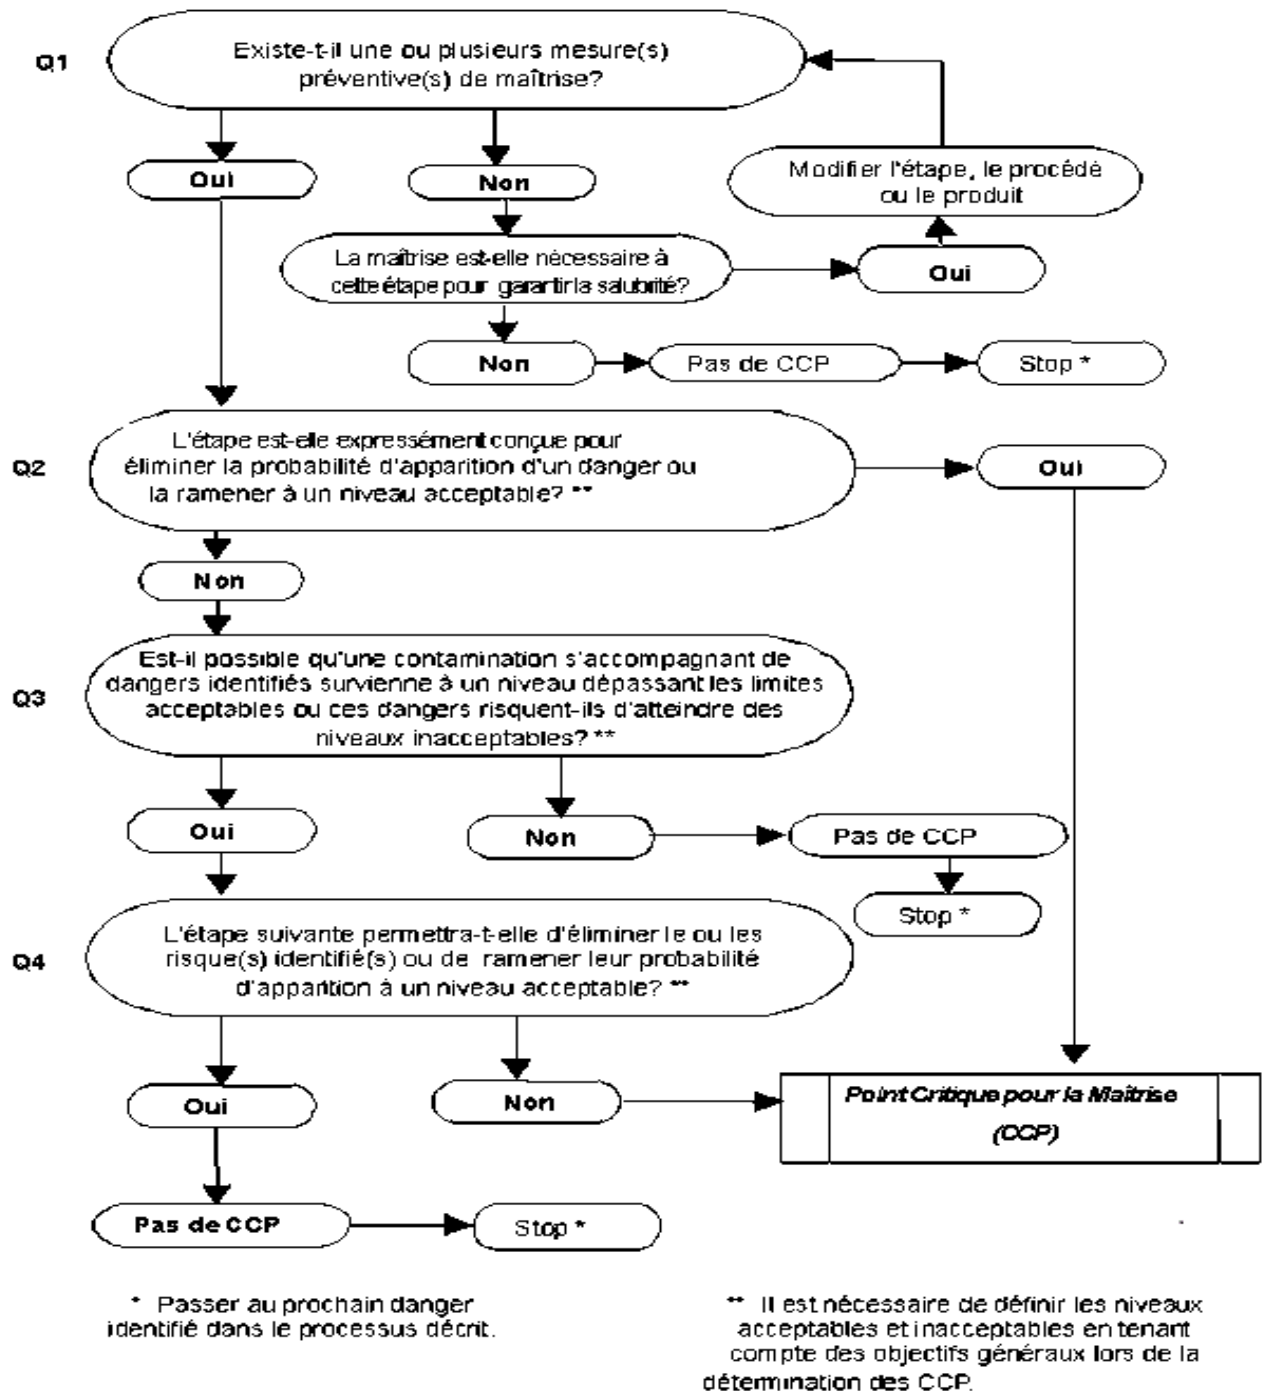 Q1
Existe-t-il une ou plusieurs mesure(s)
préventive(s) de maîtrise?
Oui
Non
Modifier l'étape, le procédé
ou le produit
La maîtrise est-elle nécessaire à
cette étape pour garantir la salubrité?
Oui
Non
Pas de CCP
Stop *
Q2
L'étape est-elle expressément conçue pour
éliminer la probabilité d'apparition d'un danger ou
la ramener à un niveau acceptable? **
Oui
Non
Q3
Est-il possible qu'une contamination s'accompagnant de
dangers identifiés survienne à un niveau dépassant les limites
acceptables ou ces dangers risquent-ils d'atteindre des
niveaux inacceptables? **
Oui
Non
Pas de CCP
Stop *
Q4
L'étape suivante permettra-t-elle d'éliminer le ou les
risque(s) identifié(s) ou de ramener leur probabilité
d'apparition à un niveau acceptable? **
Oui
Non
Point Critique pour la Maîtrise
(CCP)
Pas de CCP
Stop *
* Passer au prochain danger
identifié dans le processus décrit.
** Il est nécessaire de définir les niveaux
acceptables et inacceptables en tenant
compte des objectifs généraux lors de la
détermination des CCP.